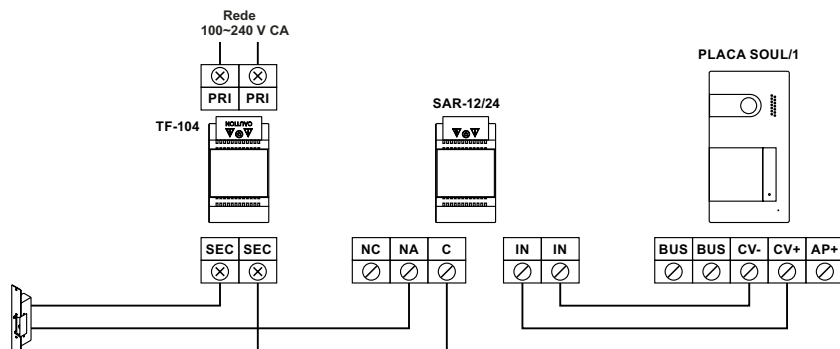 Rede
100~240 V CA
PLACA SOUL/1
PRI PRI
SAR-12/24
TF-104
CAUTION
SEC SEC
NC NA C
IN IN
BUS BUS CV- CV+ AP+